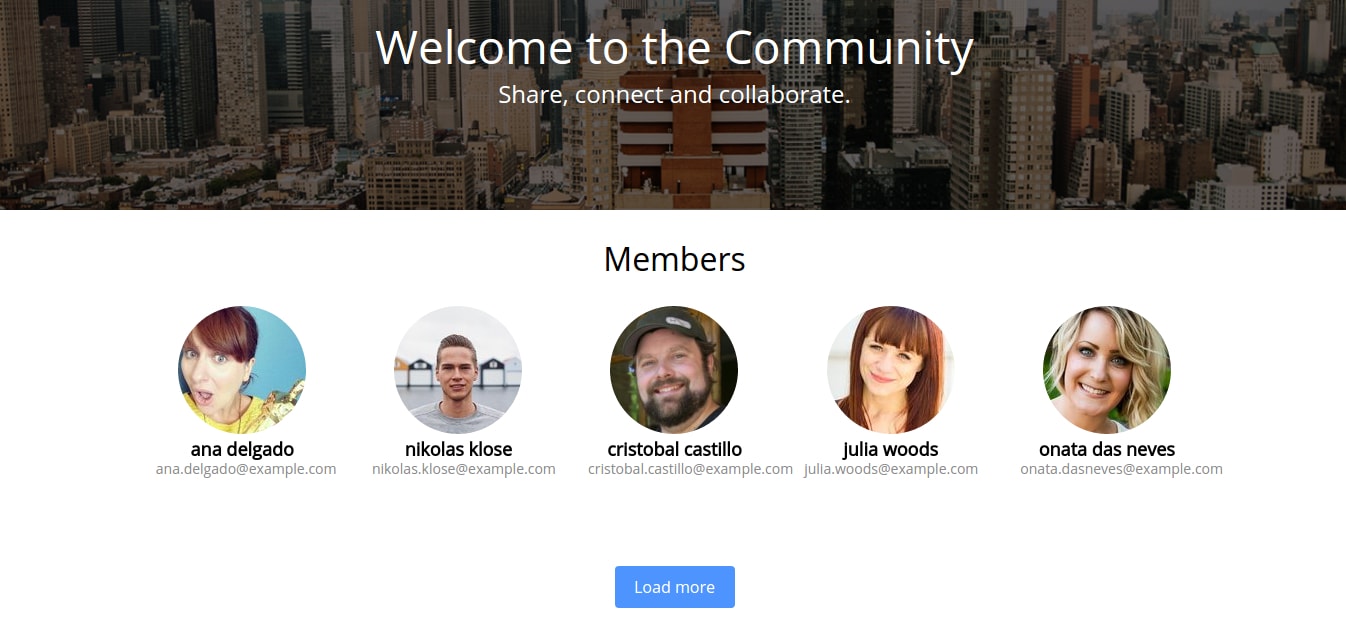 Welcome to the Community
Share, connect and collaborate.
Members
ana delgado
ana.delgado@example.com
nikolas klose
nikolas.klose@example.com
cristobal castillo
cristobal.castillo@example.com
julia woods
julia.woods@example.com
onata das neves
onata.dasneves@example.com
Load more